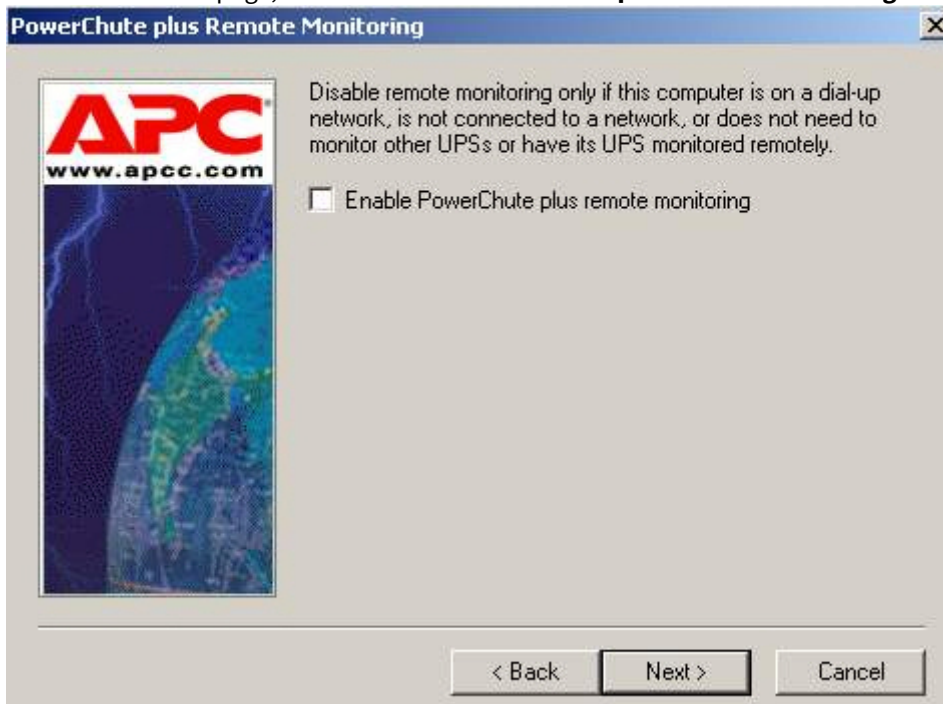 PowerChute plus Remote Monitoring
APC
www.apcc.com
Disable remote monitoring only if this computer is on a dial-up
network, is not connected to a network, or does not need to
monitor other UPSs or have its UPS monitored remotely.
Enable PowerChute plus remote monitoring
< Back
Next >
Cancel